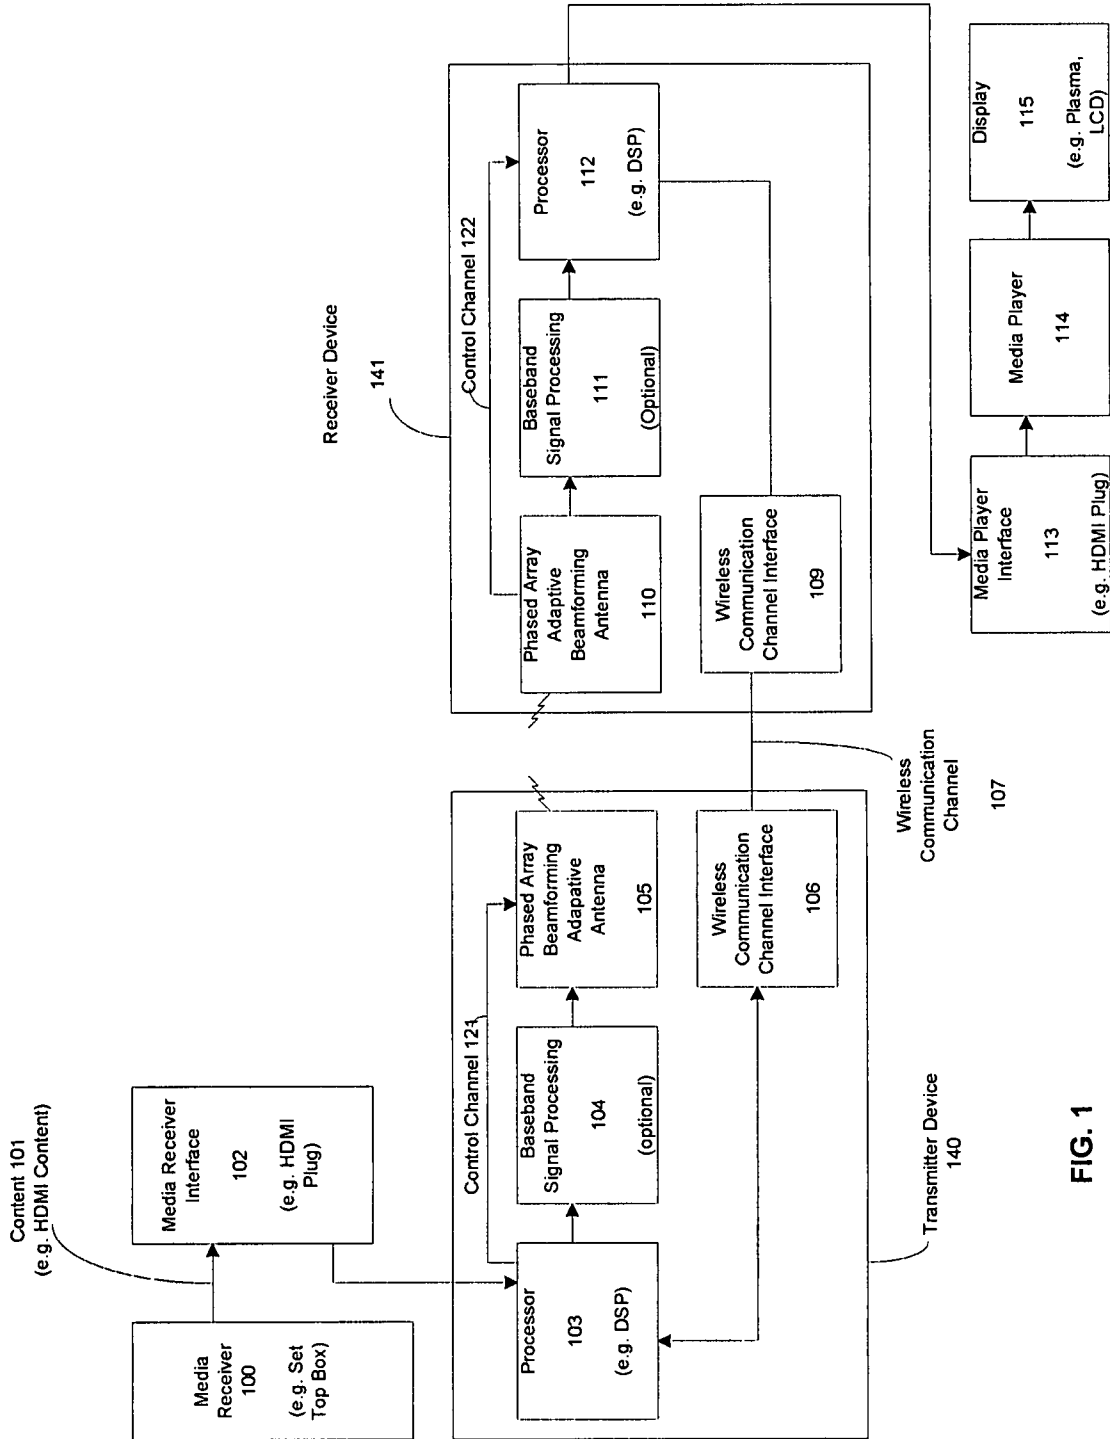 Content 101
(e.g. HDMI Content)
Media
Receiver
100
(e.g. Set
Top Box)
Media Receiver
Interface
102
(e.g. HDMI
Plug)
Processor
103
(e.g. DSP)
Control Channel 121
Baseband
Signal Processing
104
(optional)
Phased Array
Beamforming
Adapative
Antenna
105
Wireless
Communication
Channel Interface
106
Transmitter Device
140
Wireless
Communication
Channel
107
Receiver Device
141
Control Channel 122
Phased Array
Adaptive
Beamforming
Antenna
110
Baseband
Signal Processing
111
(Optional)
Processor
112
(e.g. DSP)
Wireless
Communication
Channel Interface
109
Media Player
Interface
113
(e.g. HDMI Plug)
Media Player
114
Display
115
(e.g. Plasma,
LCD)
FIG. 1